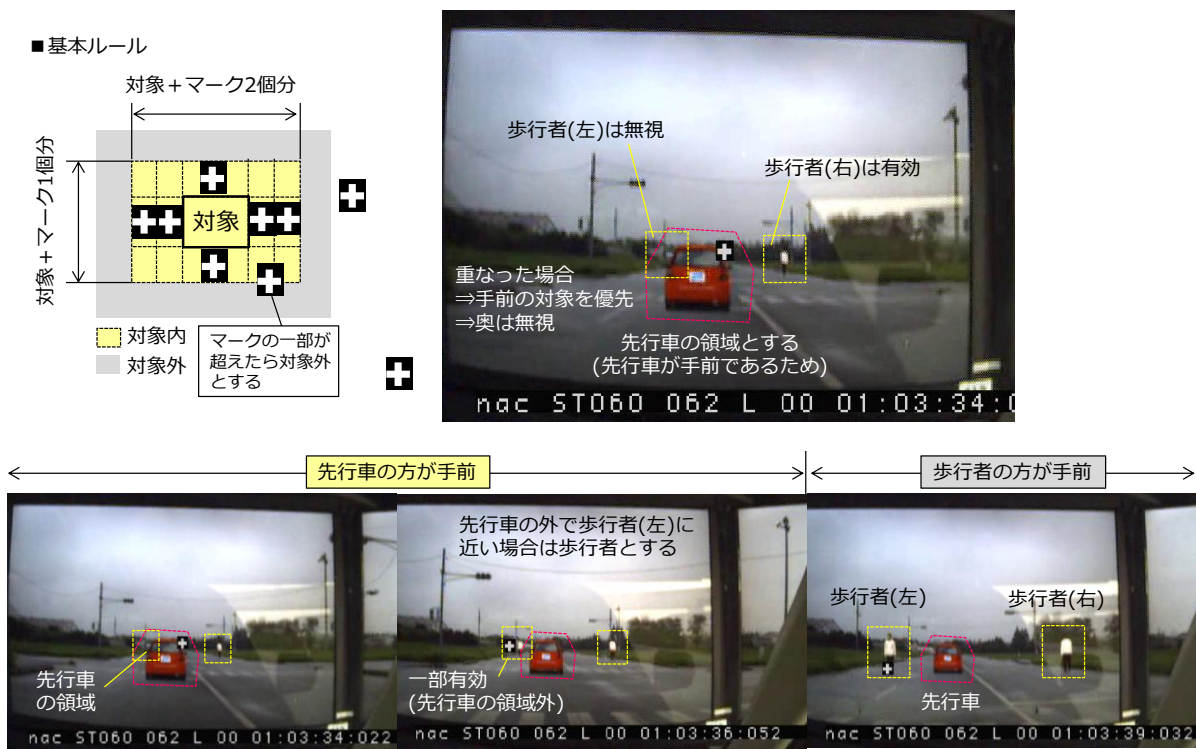 ■基本ルール
対象＋マーク2個分
対象＋マーク1個分
対象
対象内
対象外
マークの一部が
超えたら対象外
とする
歩行者(左)は無視
歩行者(右)は有効
重なった場合
⇒手前の対象を優先
⇒奥は無視
先行車の領域とする
(先行車が手前であるため)
nac ST060 062 L 00 01:03:34:0
先行車の方が手前
歩行者の方が手前
先行車
の領域
nac ST060 062 L 00 01:03:34:022
先行車の外で歩行者(左)に
近い場合は歩行者とする
一部有効
(先行車の領域外)
nac ST060 062 L 00 01:03:36:052
歩行者(左)
歩行者(右)
先行車
nac ST060 062 L 00 01:03:39:032